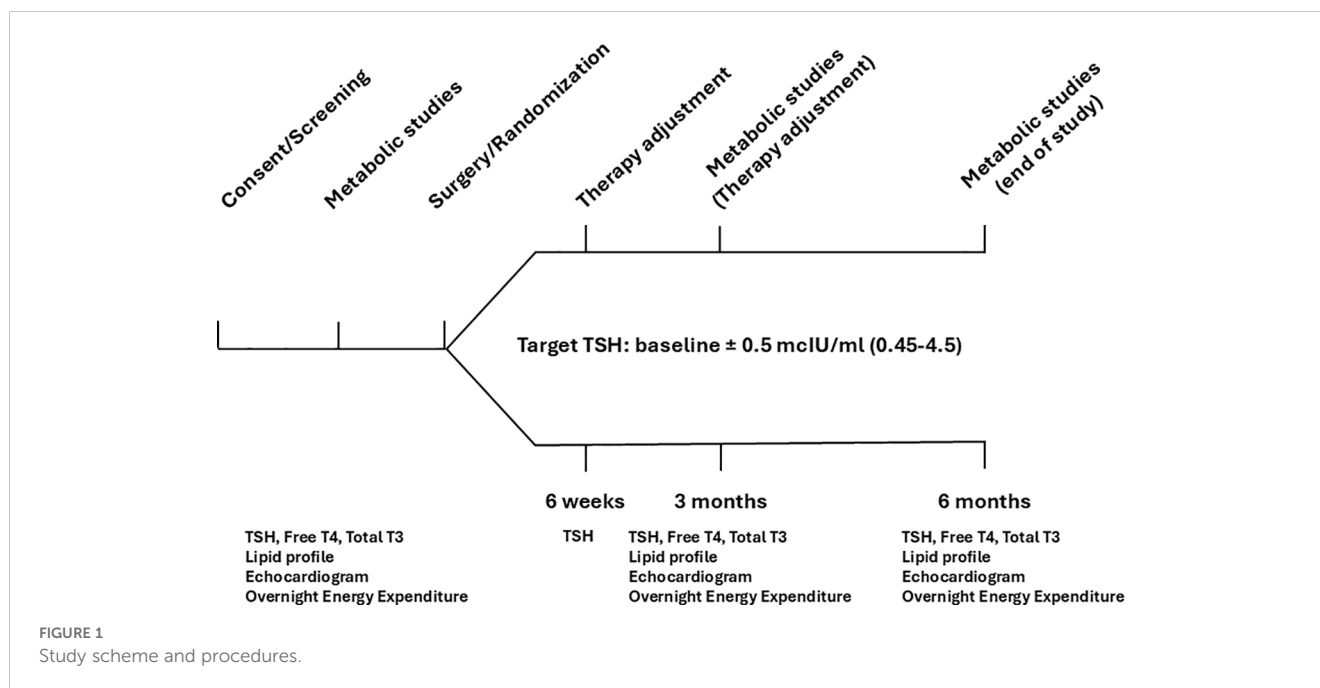 Consent/Screening
Metabolic studies
Surgery/Randomization
Therapy adjustment
Metabolic studies
(Therapy adjustment)
Metabolic studies
(end of study)
Target TSH: baseline ± 0.5 mcIU/ml (0.45-4.5)
6 weeks
3 months
6 months
TSH, Free T4, Total T3
Lipid profile
Echocardiogram
Overnight Energy Expenditure
TSH
TSH, Free T4, Total T3
Lipid profile
Echocardiogram
Overnight Energy Expenditure
TSH, Free T4, Total T3
Lipid profile
Echocardiogram
Overnight Energy Expenditure
FIGURE 1
Study scheme and procedures.